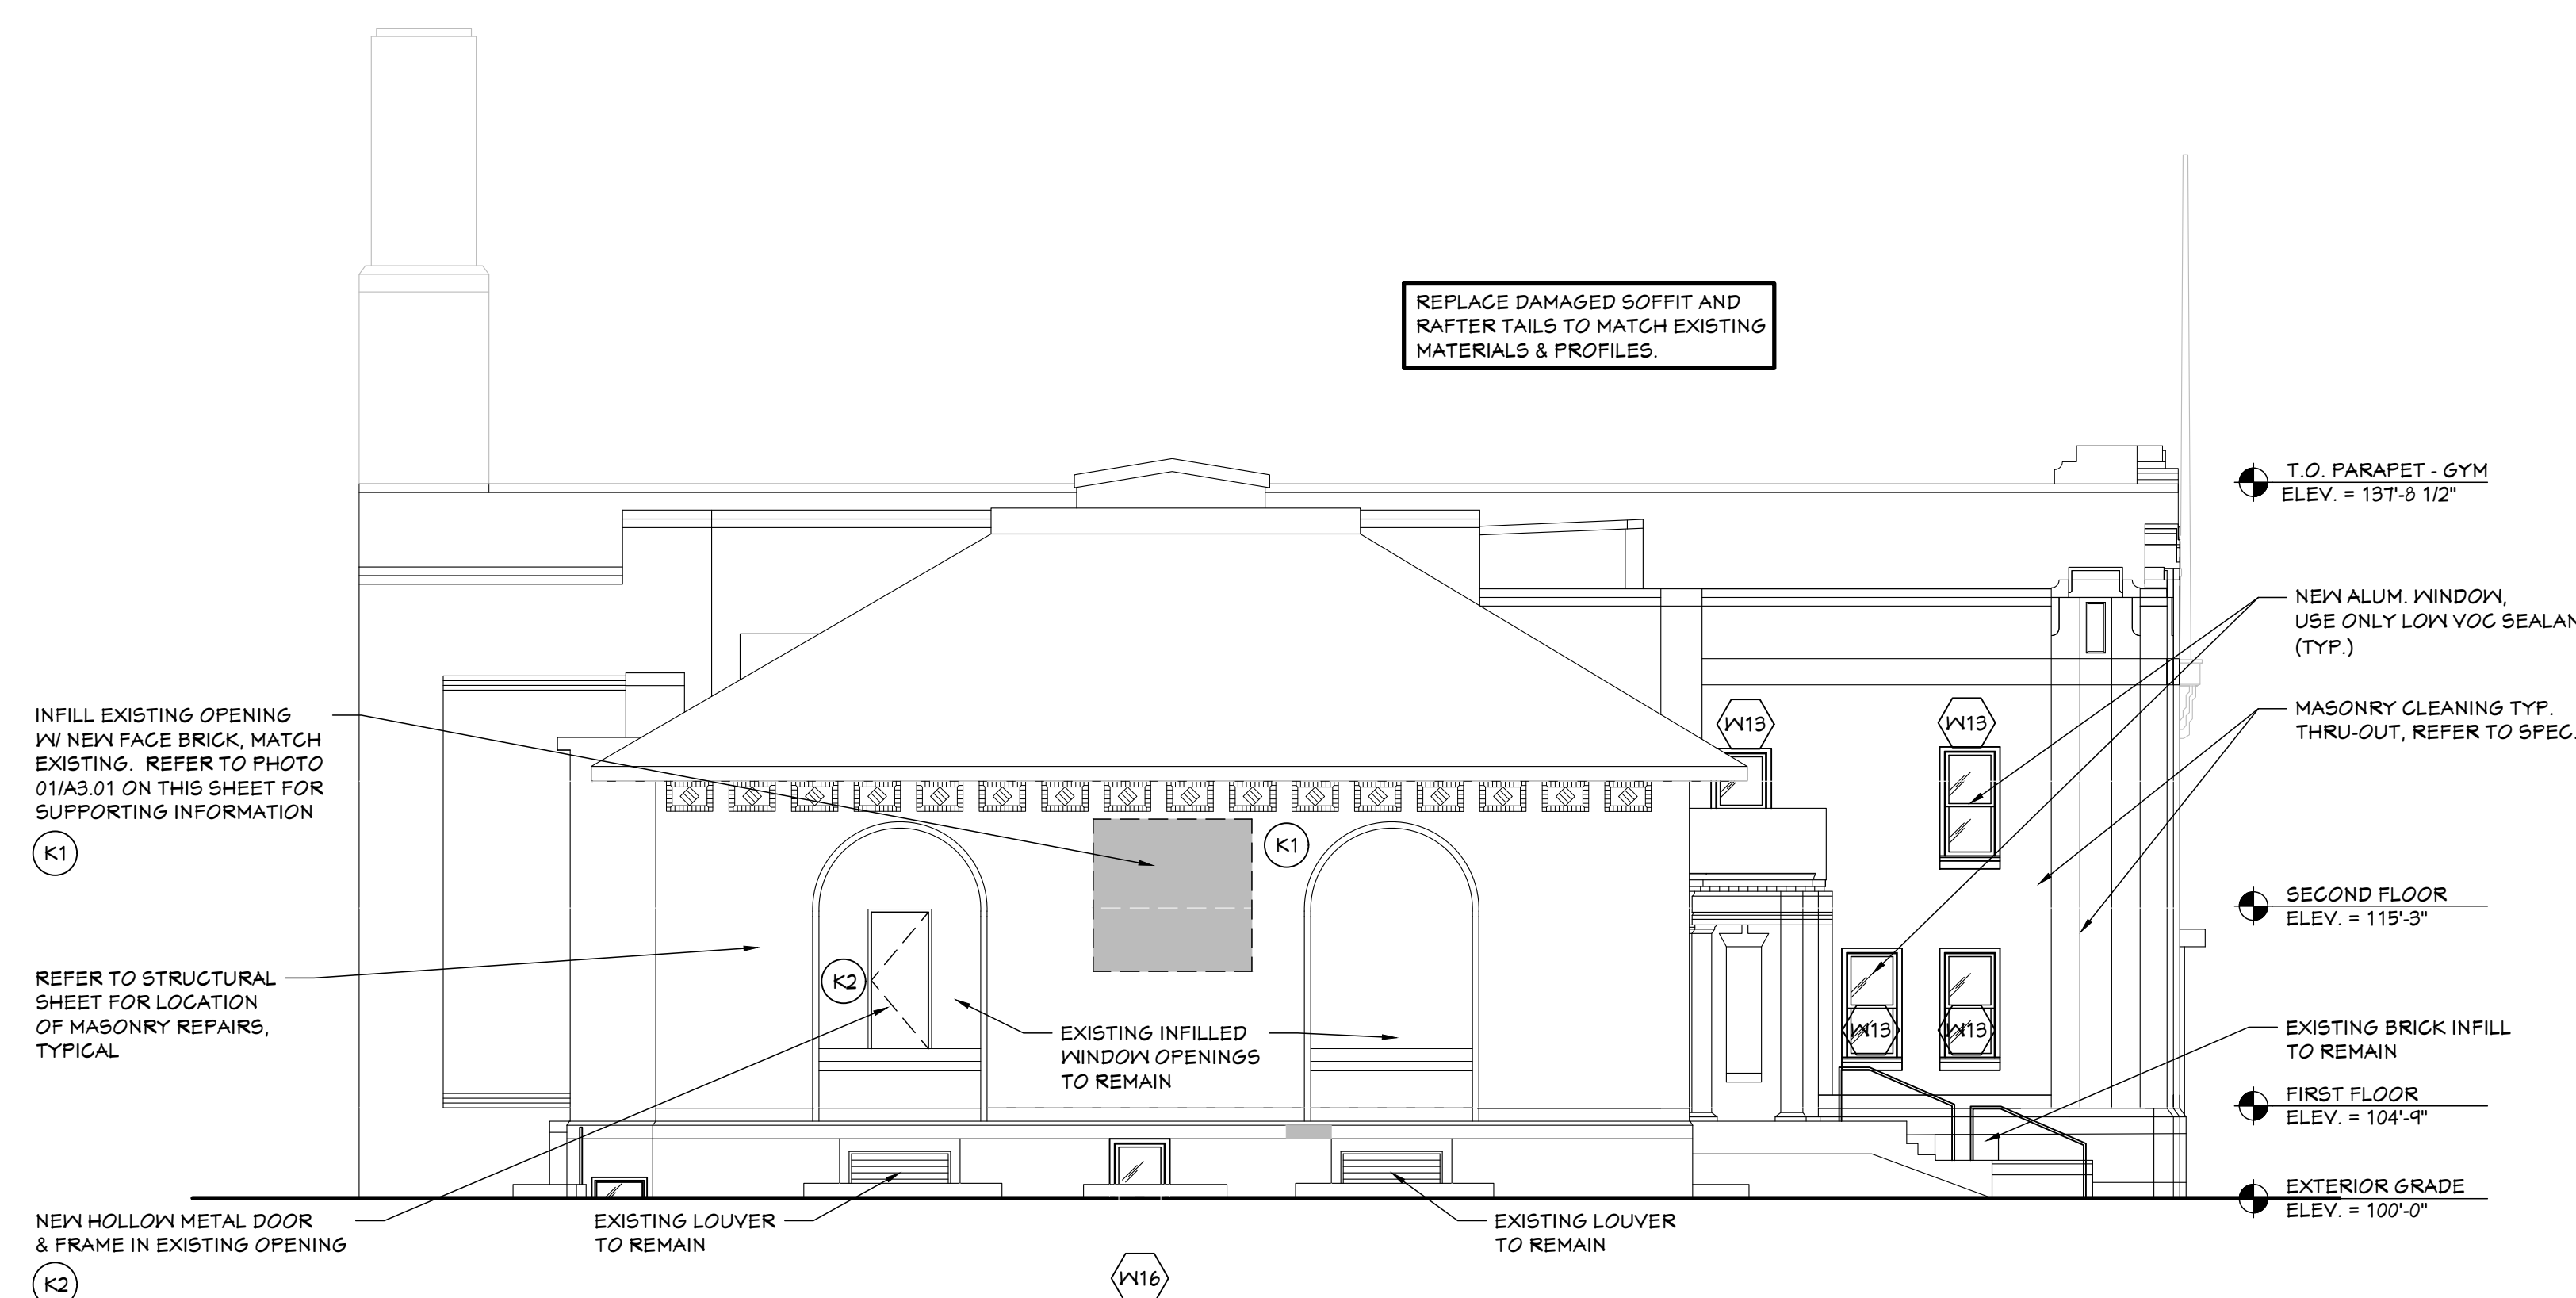 REPLACE DAMAGED SOFFIT AND
RAFTER TAILS TO MATCH EXISTING
MATERIALS & PROFILES.
T.O. PARAPET - GYM
ELEV. = 137'-8 1/2"
NEW ALUM. WINDOW,
USE ONLY LOW VOC SEALAN
(TYP.)
MASONRY CLEANING TYP.
THRU-OUT, REFER TO SPEC.
W13
W13
INFILL EXISTING OPENING
W/ NEW FACE BRICK, MATCH
EXISTING. REFER TO PHOTO
01/A3.01 ON THIS SHEET FOR
SUPPORTING INFORMATION
K1
K1
SECOND FLOOR
ELEV. = 115'-3"
REFER TO STRUCTURAL
SHEET FOR LOCATION
OF MASONRY REPAIRS,
TYPICAL
K2
EXISTING INFILLED
WINDOW OPENINGS
TO REMAIN
W13
W13
EXISTING BRICK INFILL
TO REMAIN
FIRST FLOOR
ELEV. = 104'-9"
EXTERIOR GRADE
ELEV. = 100'-0"
NEW HOLLOW METAL DOOR
& FRAME IN EXISTING OPENING
K2
EXISTING LOUVER
TO REMAIN
EXISTING LOUVER
TO REMAIN
W16